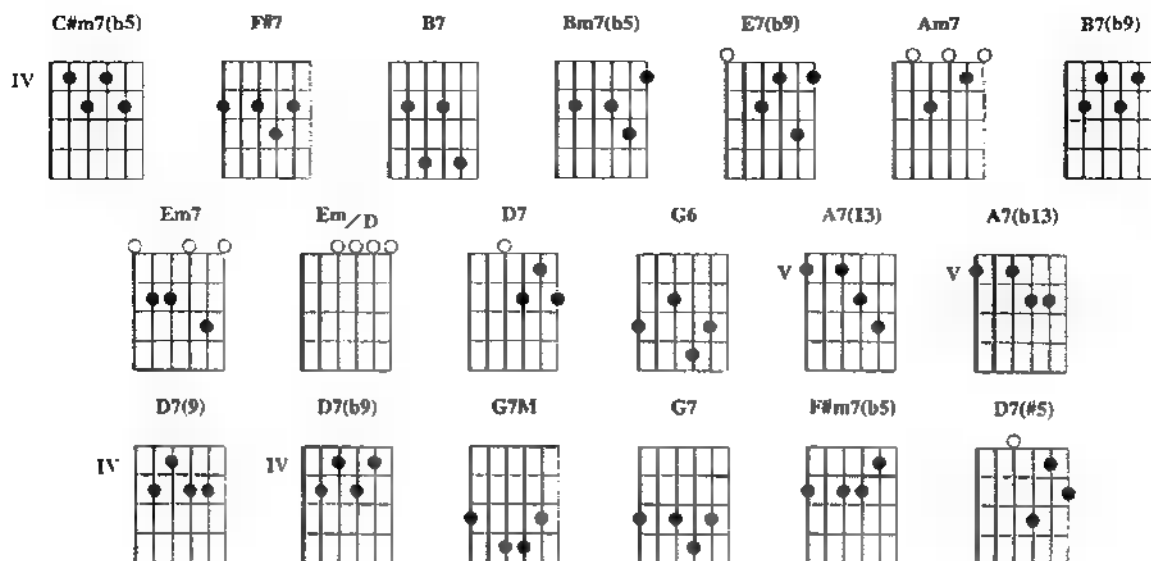 C#m7(b5) F#7 B7 Bm7(b5) E7(b9) Am7 B7(b9)
IV
Em7 Em/D D7 G6 A7(13) A7(b13)
V V
D7(9) D7(b9) G7M G7 F#m7(b5) D7(#5)
IV IV